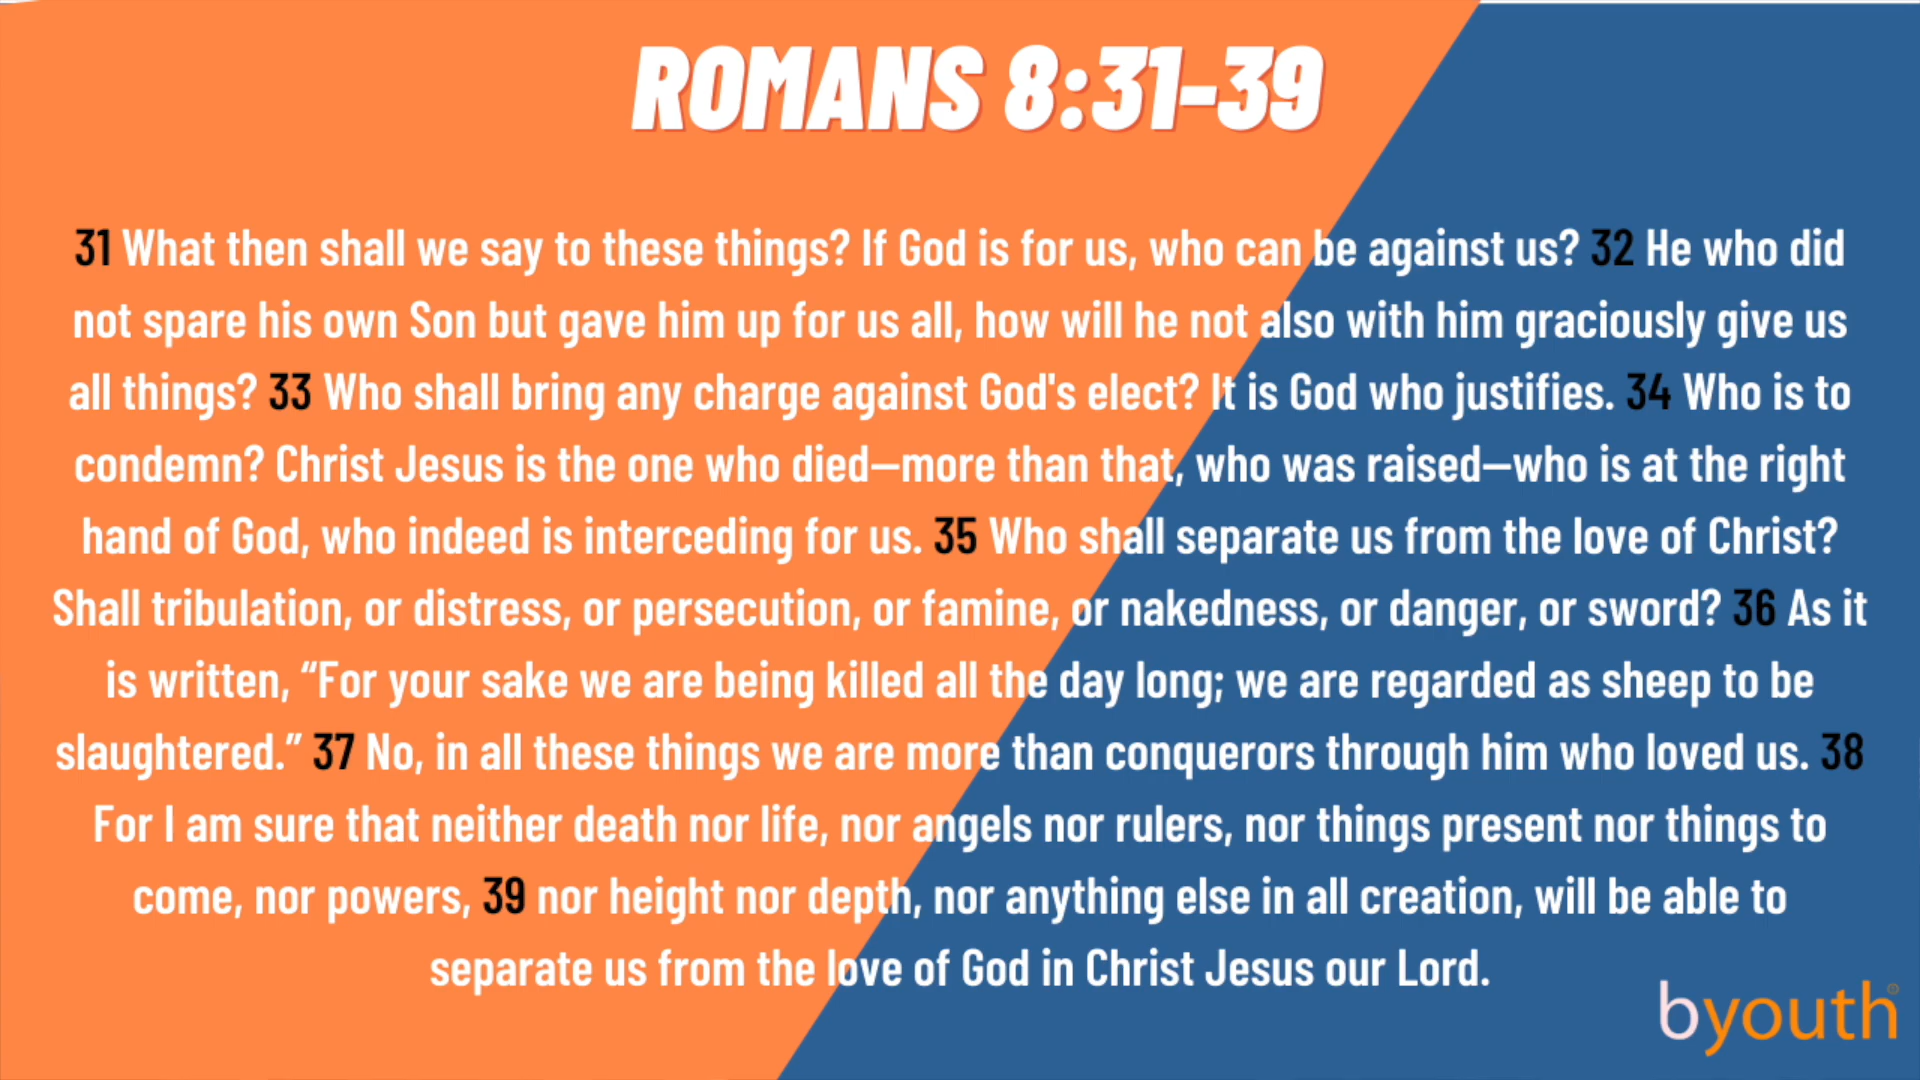 ROMANS 8:31-39
31 What then shall we say to these things? If God is for us, who can be against us? 32 He who did
not spare his own Son but gave him up for us all, how will he not also with him graciously give us
all things? 33 Who shall bring any charge against God's elect? It is God who justifies. 34 Who is to
condemn? Christ Jesus is the one who died—more than that, who was raised—who is at the right
hand of God, who indeed is interceding for us. 35 Who shall separate us from the love of Christ?
Shall tribulation, or distress, or persecution, or famine, or nakedness, or danger, or sword? 36 As it
is written, “For your sake we are being killed all the day long; we are regarded as sheep to be
slaughtered.” 37 No, in all these things we are more than conquerors through him who loved us. 38
For I am sure that neither death nor life, nor angels nor rulers, nor things present nor things to
come, nor powers, 39 nor height nor depth, nor anything else in all creation, will be able to
separate us from the love of God in Christ Jesus our Lord.
byouth